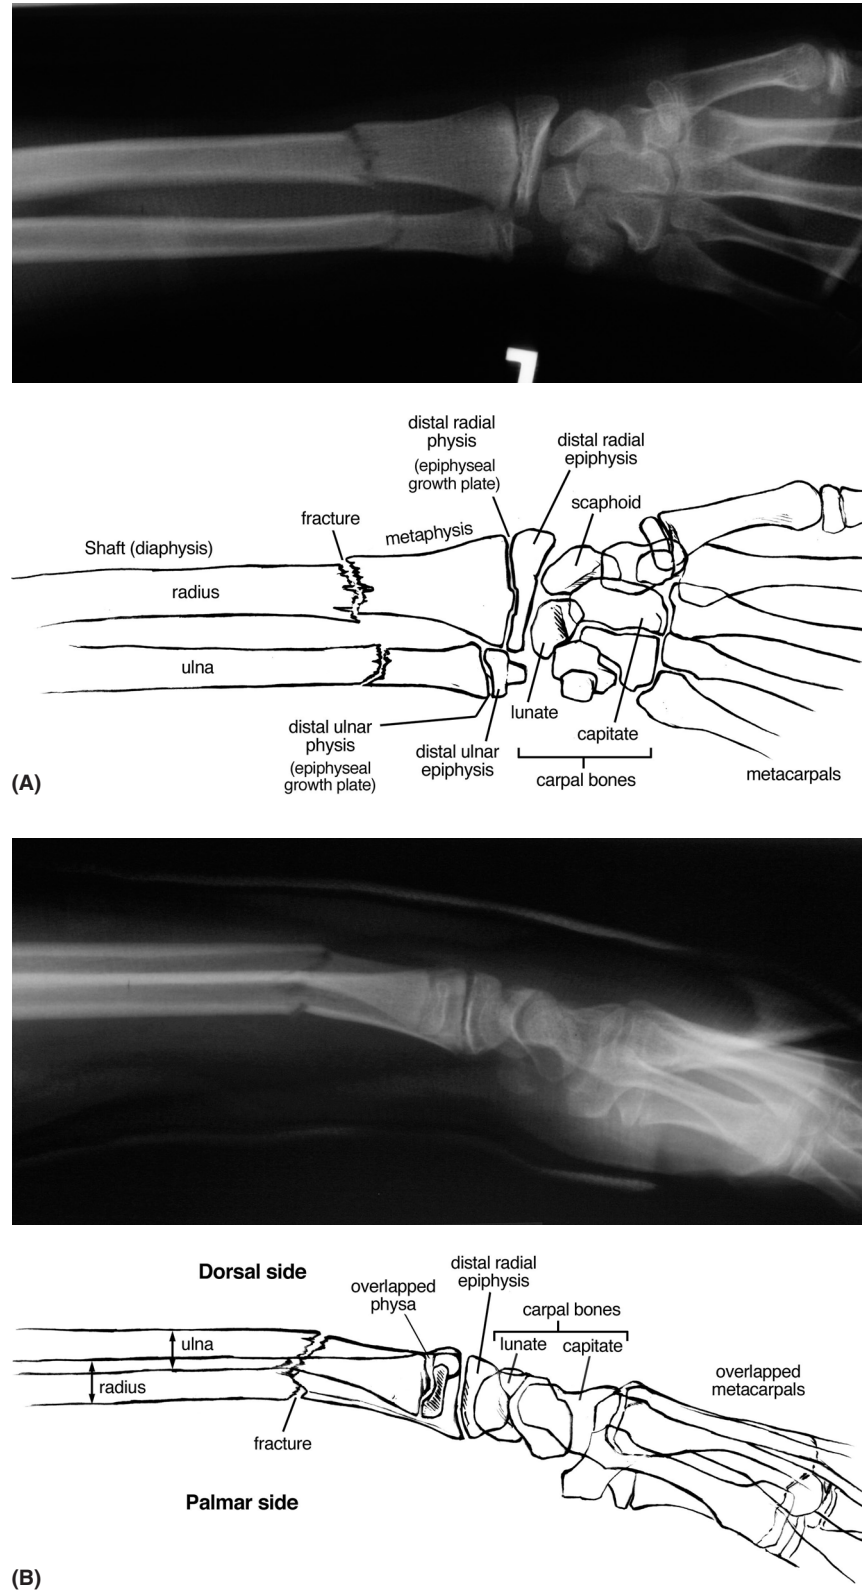 distal radial
physis
(epiphyseal
growth plate)
distal radial
epiphysis
scaphoid
fracture
metaphysis
Shaft (diaphysis)
radius
ulna
lunate
capitate
distal ulnar
physis
(epiphyseal
growth plate)
distal ulnar
epiphysis
carpal bones
metacarpals
(A)
Dorsal side
distal radial
epiphysis
overlapped
physa
carpal bones
lunate
capitate
ulna
radius
overlapped
metacarpals
fracture
Palmar side
(B)